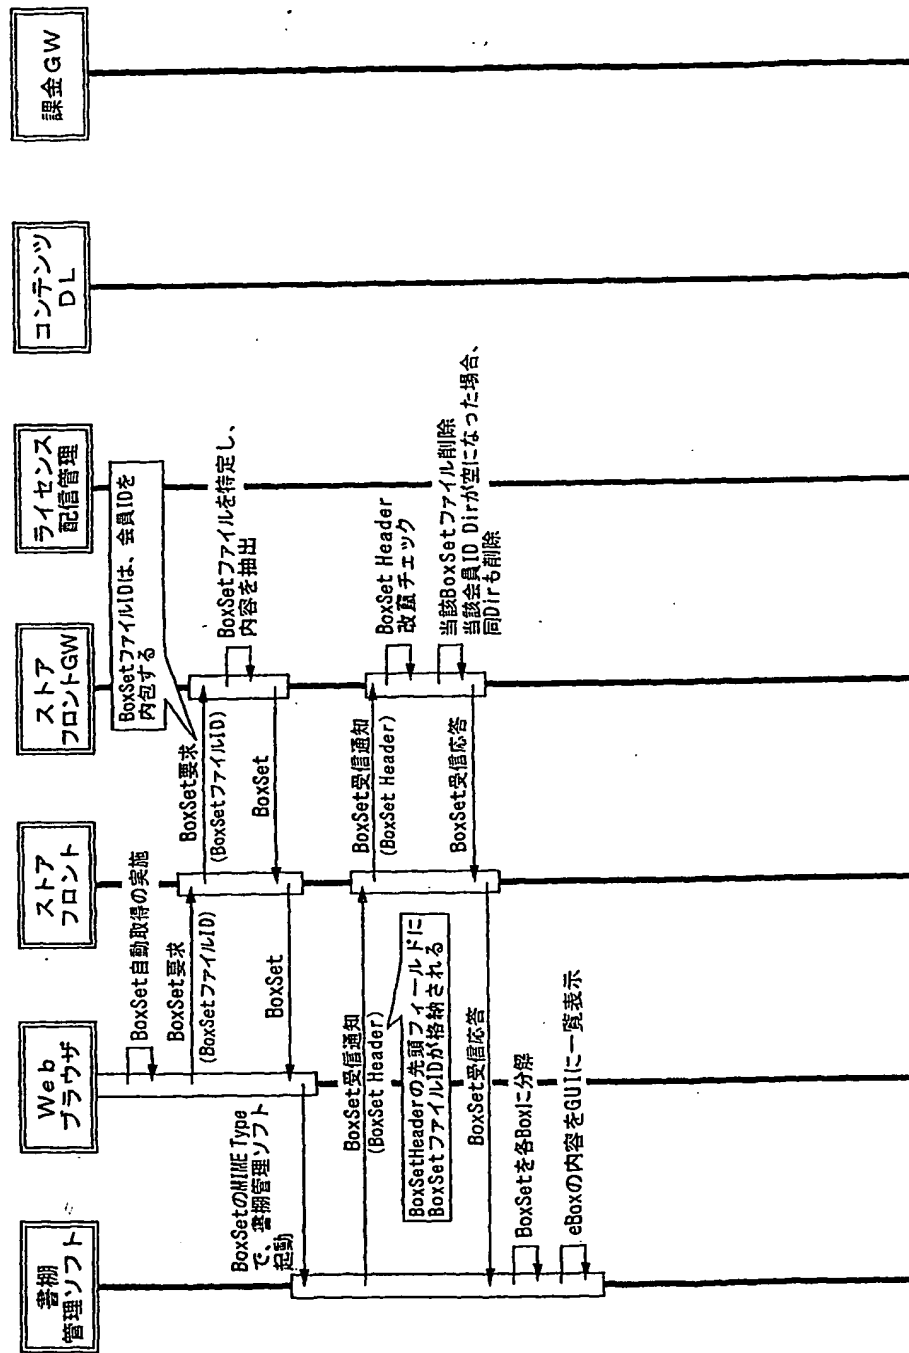 書棚
管理ソフト
Web
ブラウザ
ストア
フロント
ストア
フロントGW
ライセンス
配信管理
コンテンツ
DL
課金GW
BoxSet自動取得の実施
BoxSet要求
(BoxSetファイルID)
BoxSet要求
(BoxSetファイルID)
BoxSetファイルIDは、会員IDを
内包する
BoxSetファイルを特定し、
内容を抽出
BoxSet
BoxSet
BoxSetのMIME Type
で、書棚管理ソフト
起動
BoxSet受信通知
(BoxSet Header)
BoxSetHeaderの先頭フィールドに
BoxSetファイルIDが格納される
BoxSet受信通知
(BoxSet Header)
BoxSet Header
改竄チェック
当該BoxSetファイル削除
当該会員ID Dirが空になった場合、
同Dirも削除
BoxSet受信応答
BoxSet受信応答
BoxSetを各Boxに分解
eBoxの内容をGUIに一覧表示